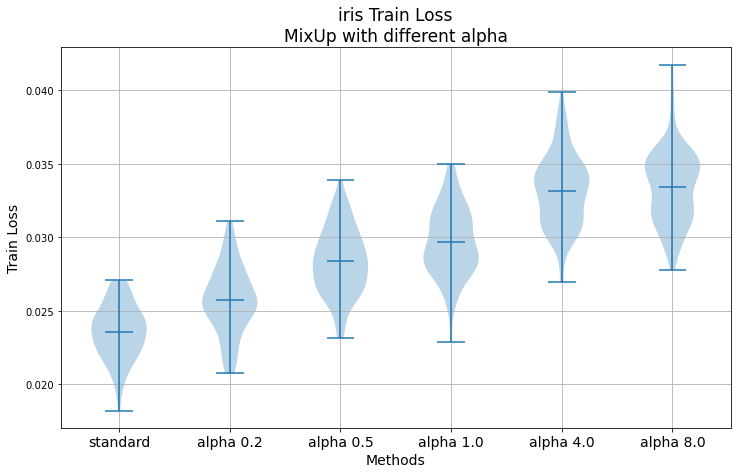 iris Train Loss
MixUp with different alpha
Train Loss
0.040
0.035
0.030
0.025
0.020
standard alpha 0.2 alpha 0.5 alpha 1.0 alpha 4.0 alpha 8.0
Methods